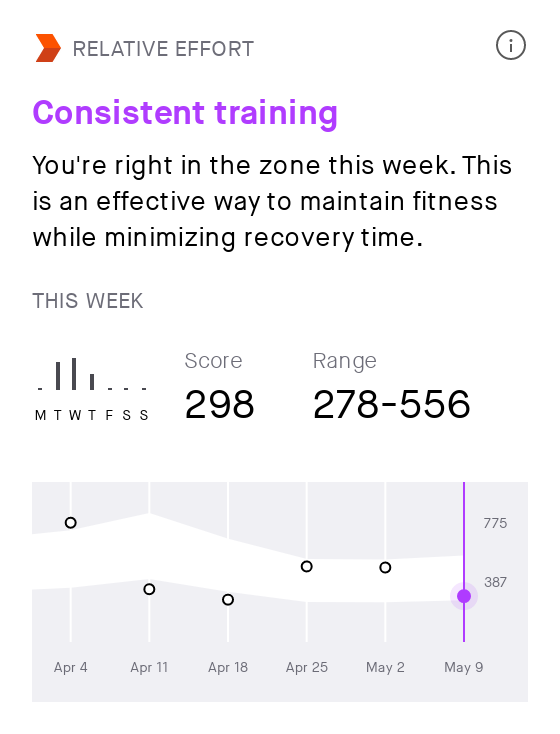 RELATIVE EFFORT
Consistent training
You're right in the zone this week. This
is an effective way to maintain fitness
while minimizing recovery time.
THIS WEEK
Score
Range
298
278-556
M T W T F S S
775
387
Apr 4
Apr 11
Apr 18
Apr 25
May 2
May 9